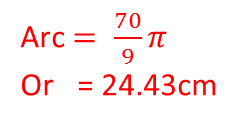 Arc = 70/9 π
Or = 24.43cm